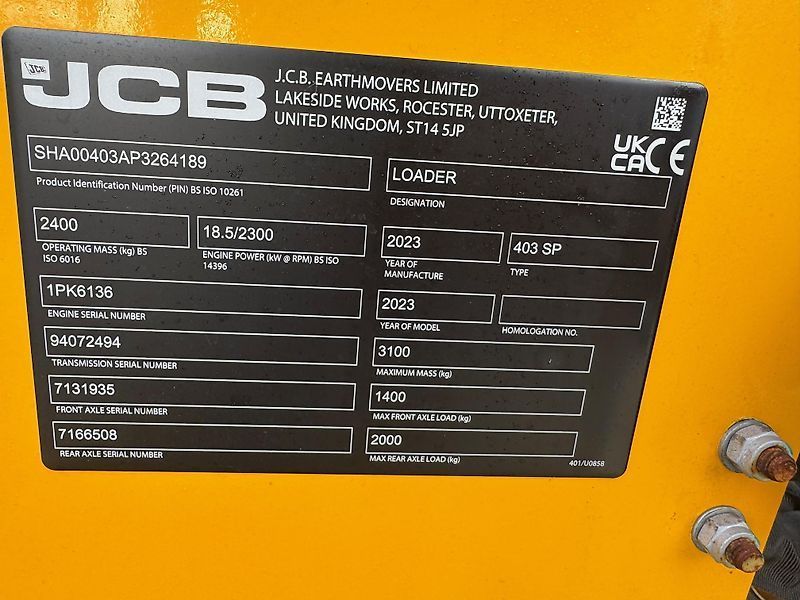 JCB
JCB
J.C.B. EARTHMOVERS LIMITED
LAKESIDE WORKS, ROCESTER, UTTOXETER,
UNITED KINGDOM, ST14 5JP
UK
CA CE
SHA00403AP3264189
Product Identification Number (PIN) BS ISO 10261
LOADER
DESIGNATION
2400
OPERATING MASS (kg) BS
ISO 6016
18.5/2300
ENGINE POWER (kW @ RPM) BS ISO
14396
2023
YEAR OF
MANUFACTURE
403 SP
TYPE
1PK6136
ENGINE SERIAL NUMBER
2023
YEAR OF MODEL
HOMOLOGATION NO.
94072494
TRANSMISSION SERIAL NUMBER
3100
MAXIMUM MASS (kg)
7131935
FRONT AXLE SERIAL NUMBER
1400
MAX FRONT AXLE LOAD (kg)
7166508
REAR AXLE SERIAL NUMBER
2000
MAX REAR AXLE LOAD (kg)
401/U0858